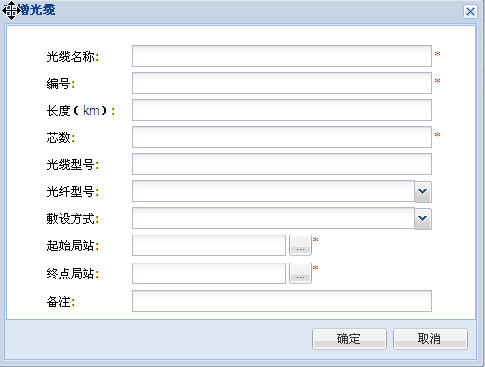 增光缆
光缆名称: *
编号: *
长度（km）:
芯数: *
光缆型号:
光纤型号:
敷设方式:
起始局站: ... *
终点局站: ... *
备注:
确定 取消